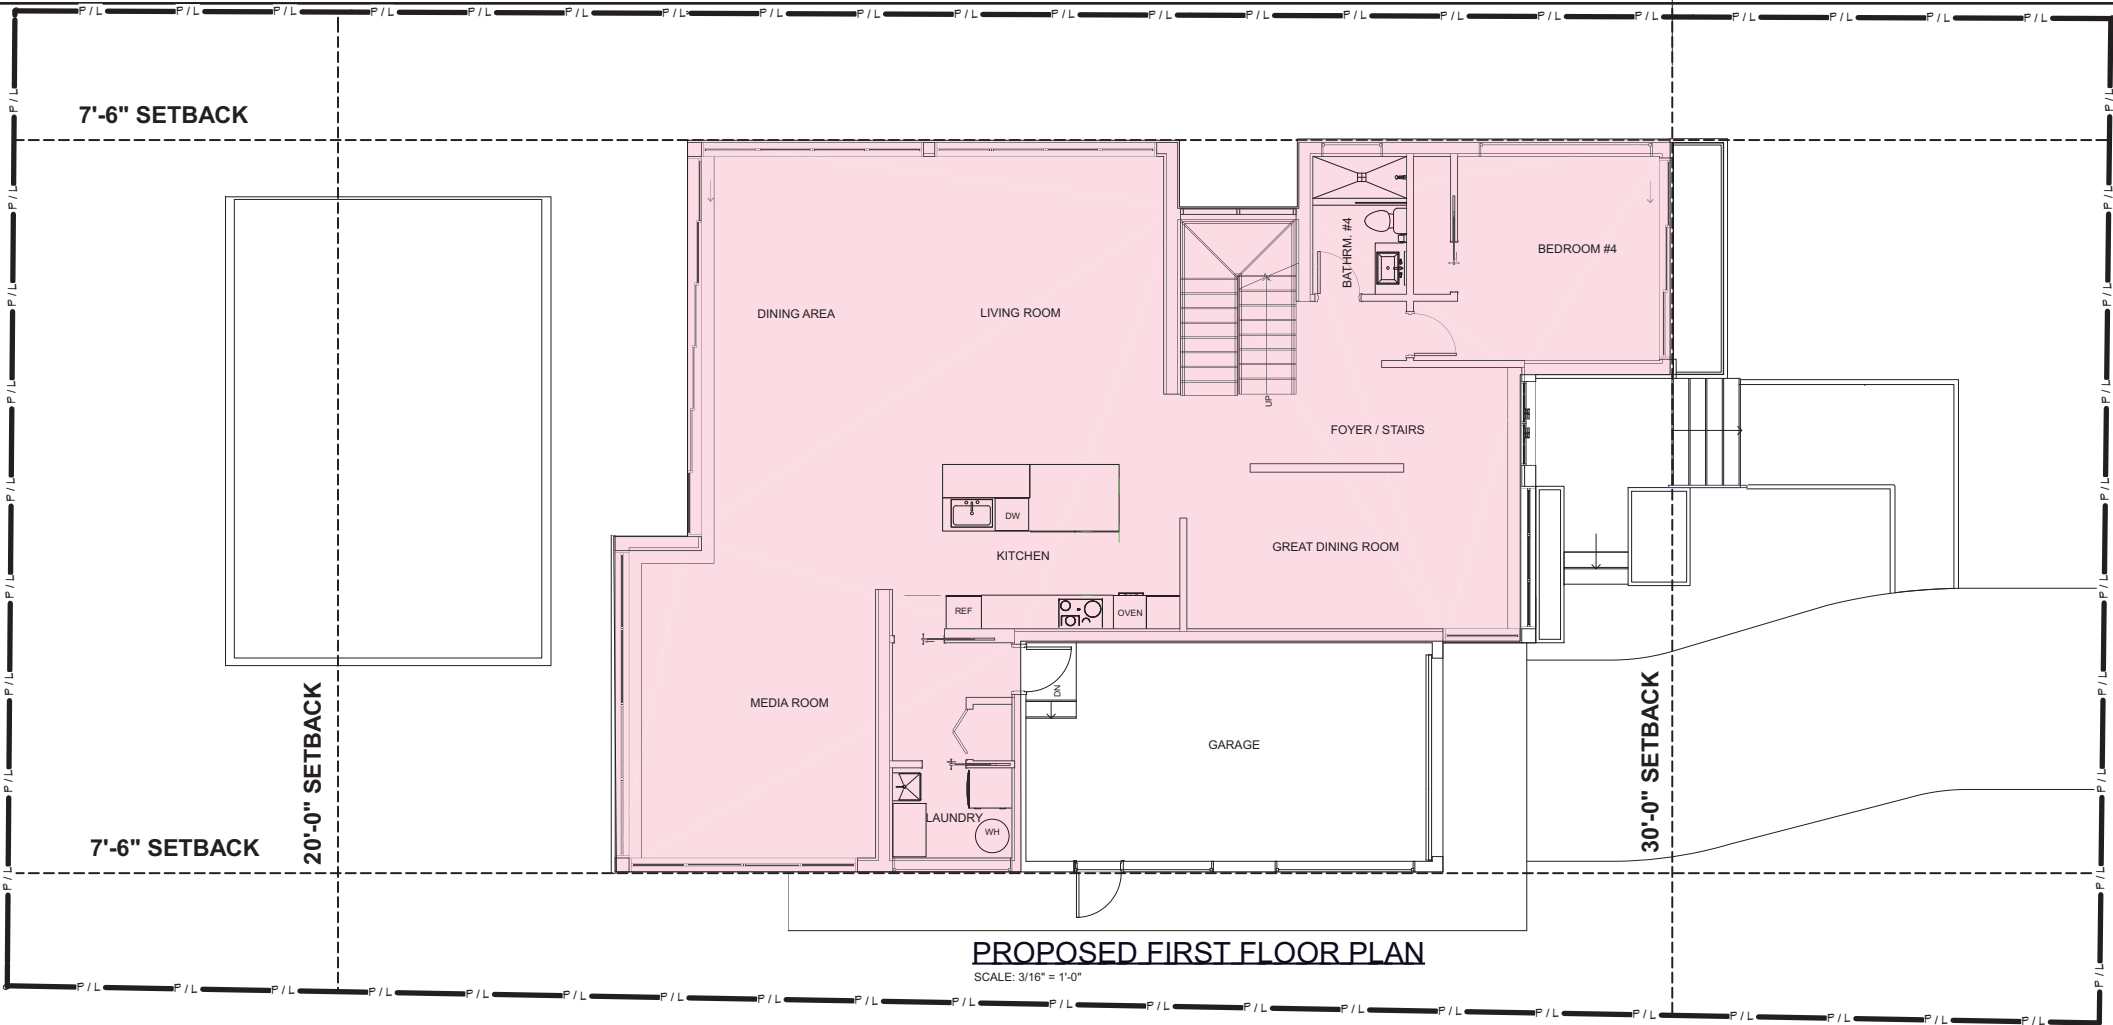 P/L P/L P/L P/L P/L P/L P/L P/L P/L P/L P/L P/L P/L P/L P/L P/L P/L P/L P/L P/L P/L
7'-6" SETBACK
BATHRM. #4
BEDROOM #4
DINING AREA
LIVING ROOM
UP
FOYER / STAIRS
DW
KITCHEN
GREAT DINING ROOM
REF
OVEN
MEDIA ROOM
DN
GARAGE
20'-0" SETBACK
30'-0" SETBACK
LAUNDRY
WH
7'-6" SETBACK
PROPOSED FIRST FLOOR PLAN
SCALE: 3/16" = 1'-0"
P/L P/L P/L P/L P/L P/L P/L P/L P/L P/L P/L P/L P/L P/L P/L P/L P/L P/L P/L P/L P/L
P/L P/L P/L P/L P/L P/L P/L P/L P/L
P/L P/L P/L P/L P/L P/L P/L P/L P/L P/L